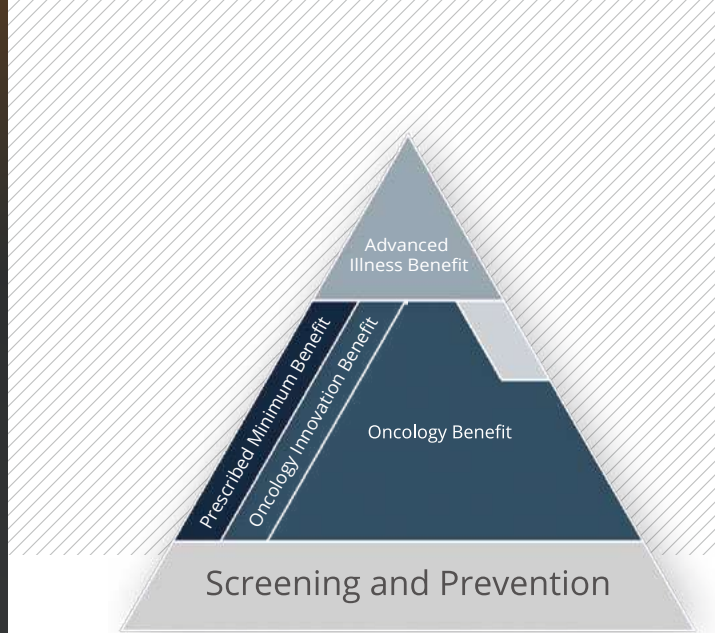 Advanced
Illness Benefit
Prescribed Minimum Benefit
Oncology Innovation Benefit
Oncology Benefit
Screening and Prevention